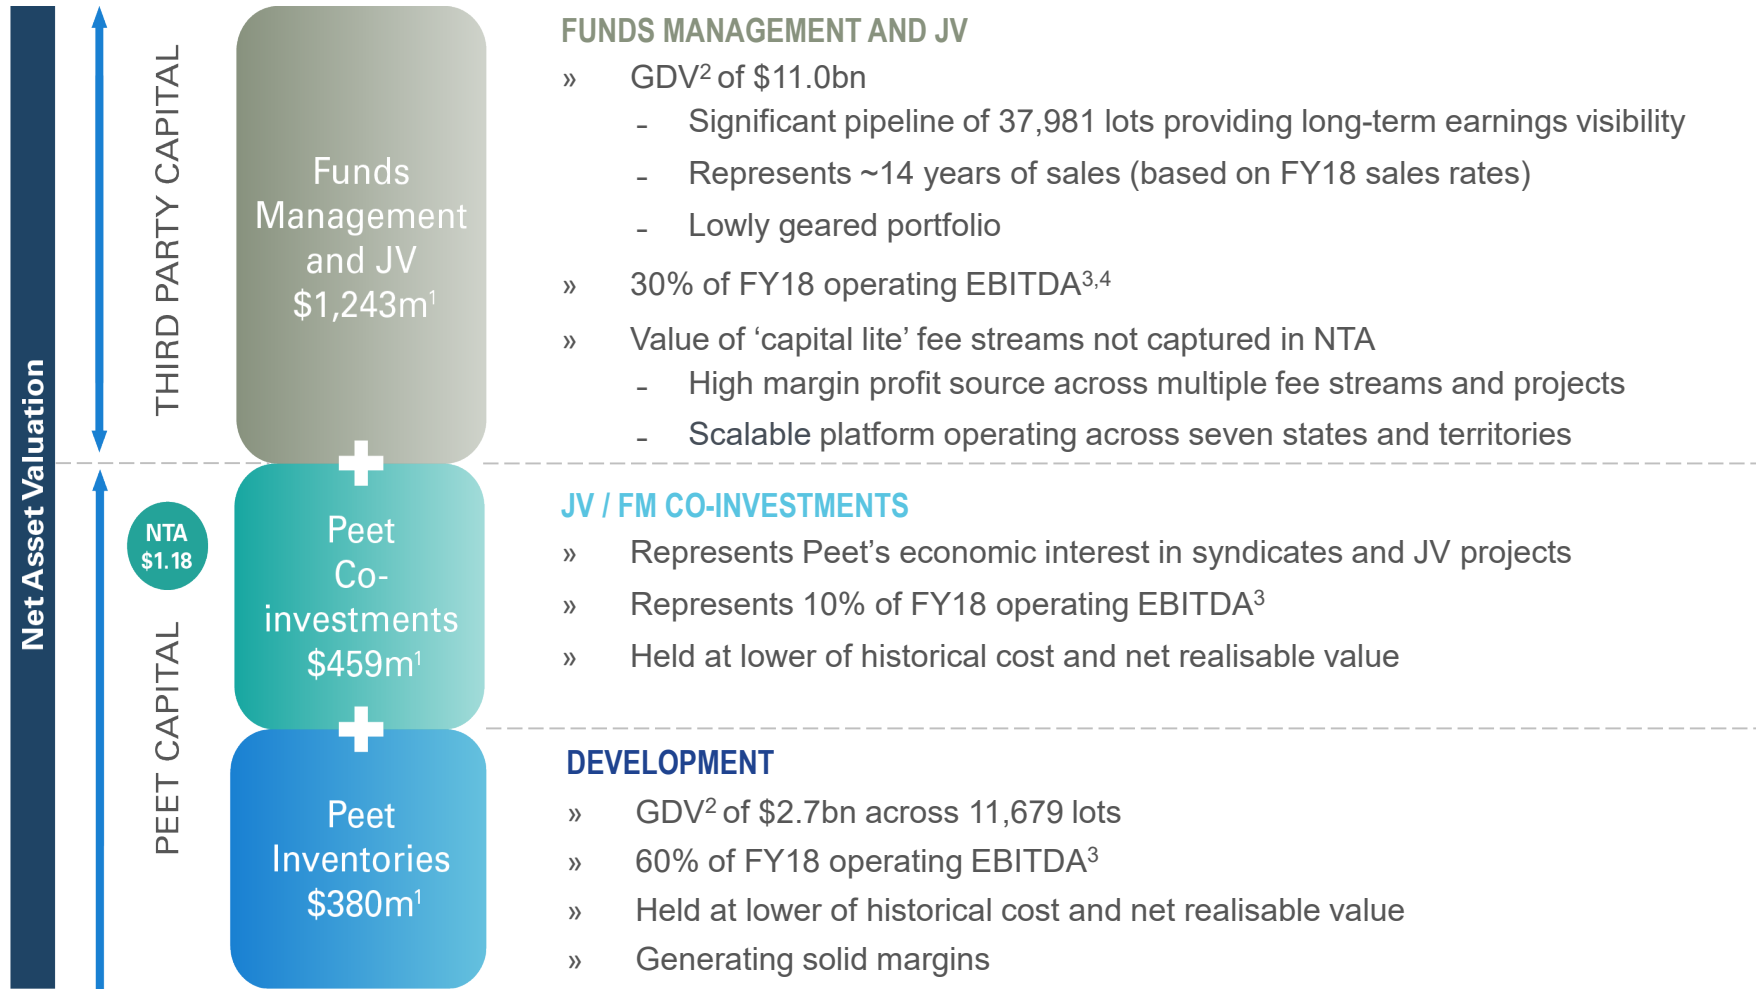 Net Asset Valuation
THIRD PARTY CAPITAL
Funds
Management
and JV
$1,243m¹
FUNDS MANAGEMENT AND JV
» GDV² of $11.0bn
- Significant pipeline of 37,981 lots providing long-term earnings visibility
- Represents ~14 years of sales (based on FY18 sales rates)
- Lowly geared portfolio
» 30% of FY18 operating EBITDA³,⁴
» Value of ‘capital lite’ fee streams not captured in NTA
- High margin profit source across multiple fee streams and projects
- Scalable platform operating across seven states and territories
NTA
$1.18
PEET CAPITAL
Peet
Co-
investments
$459m¹
JV / FM CO-INVESTMENTS
» Represents Peet’s economic interest in syndicates and JV projects
» Represents 10% of FY18 operating EBITDA³
» Held at lower of historical cost and net realisable value
Peet
Inventories
$380m¹
DEVELOPMENT
» GDV² of $2.7bn across 11,679 lots
» 60% of FY18 operating EBITDA³
» Held at lower of historical cost and net realisable value
» Generating solid margins